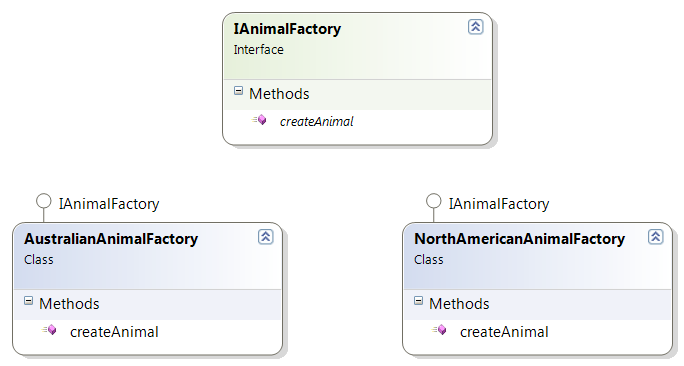 IAnimalFactory
Interface
Methods
createAnimal
IAnimalFactory
AustralianAnimalFactory
Class
Methods
createAnimal
IAnimalFactory
NorthAmericanAnimalFactory
Class
Methods
createAnimal